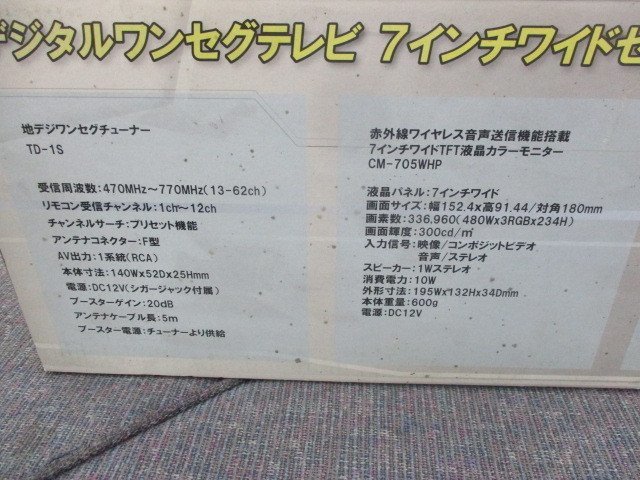 デジタルワンセグテレビ 7インチワイドセ
地デジワンセグチューナー
TD-1S
受信周波数:470MHz~770MHz(13-62ch)
リモコン受信チャンネル:1ch~12ch
チャンネルサーチ:プリセット機能
アンテナコネクター:F型
AV出力:1系統(RCA)
本体寸法:140W×52D×25Hmm
電源:DC12V(シガージャック付属)
ブースターゲイン:20dB
アンテナケーブル長:5m
ブースター電源:チューナーより供給
赤外線ワイヤレス音声送信機能搭載
7インチワイドTFT液晶カラーモニター
CM-705WHP
液晶パネル:7インチワイド
画面サイズ:幅152.4x高91.44/対角180mm
画素数:336.960(480W×3RGB×234H)
画面輝度:300cd/㎡
入力信号:映像/コンポジットビデオ
音声/ステレオ
スピーカー:1Wステレオ
消費電力:10W
外形寸法:195W×132H×34Dmm
本体重量:600g
電源:DC12V